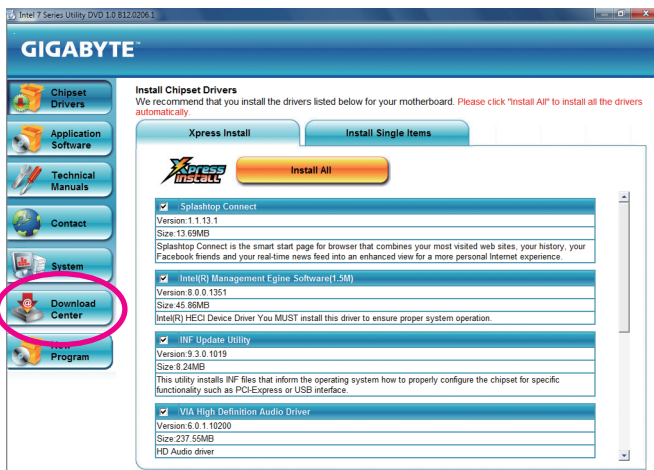 Intel 7 Series Utility DVD 1.0 B12.0206.1
GIGABYTE™
Chipset
Drivers
Application
Software
Technical
Manuals
Contact
System
Download
Center
Program
Install Chipset Drivers
We recommend that you install the drivers listed below for your motherboard. Please click "Install All" to install all the drivers
automatically.
Xpress Install
Install Single Items
Xpress
Install
Install All
Splashtop Connect
Version:1.1.13.1
Size:13.69MB
Splashtop Connect is the smart start page for browser that combines your most visited web sites, your history, your
Facebook friends and your real-time news feed into an enhanced view for a more personal Internet experience.
Intel(R) Management Egine Software(1.5M)
Version:8.0.0.1351
Size:45.86MB
Intel(R) HECI Device Driver You MUST install this driver to ensure proper system operation.
INF Update Utility
Version:9.3.0.1019
Size:8.24MB
This utility installs INF files that inform the operating system how to properly configure the chipset for specific
functionality such as PCI-Express or USB interface.
VIA High Definition Audio Driver
Version:6.0.1.10200
Size:237.55MB
HD Audio driver